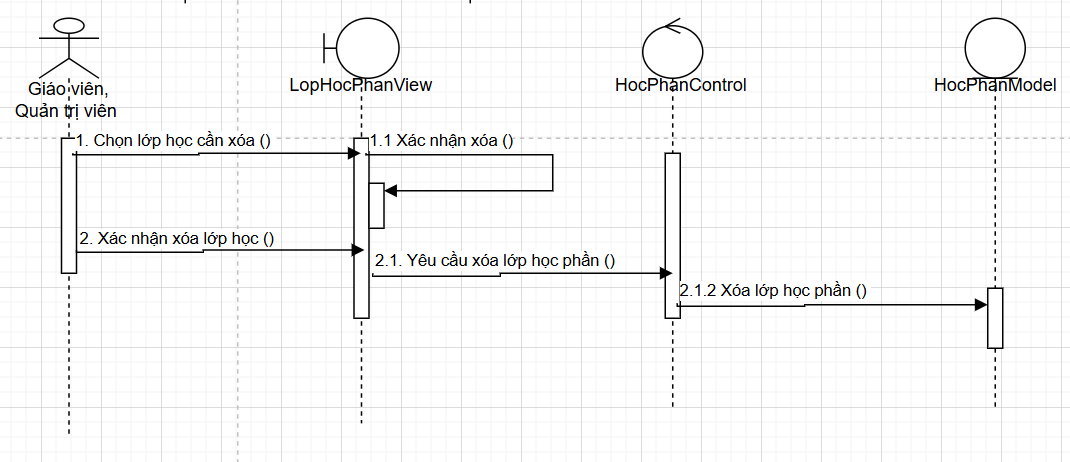 Giáo viên,
Quản trị viên
LopHocPhanView
HocPhanControl
HocPhanModel
1. Chọn lớp học cần xóa ()
1.1 Xác nhận xóa ()
2. Xác nhận xóa lớp học ()
2.1. Yêu cầu xóa lớp học phần ()
2.1.2 Xóa lớp học phần ()